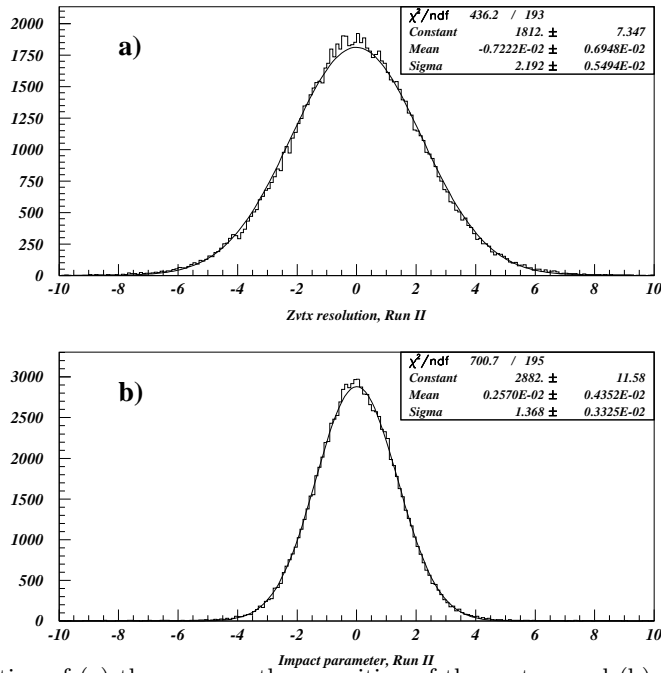 2000
1750
1500
1250
1000
750
500
250
0
a)
χ²/ndf 436.2 / 193
Constant 1812. ± 7.347
Mean -0.7222E-02 ± 0.6948E-02
Sigma 2.192 ± 0.5494E-02
-10 -8 -6 -4 -2 0 2 4 6 8 10
Zvtx resolution, Run II
3000
2500
2000
1500
1000
500
0
b)
χ²/ndf 700.7 / 195
Constant 2882. ± 11.58
Mean 0.2570E-02 ± 0.4352E-02
Sigma 1.368 ± 0.3325E-02
-10 -8 -6 -4 -2 0 2 4 6 8 10
Impact parameter, Run II